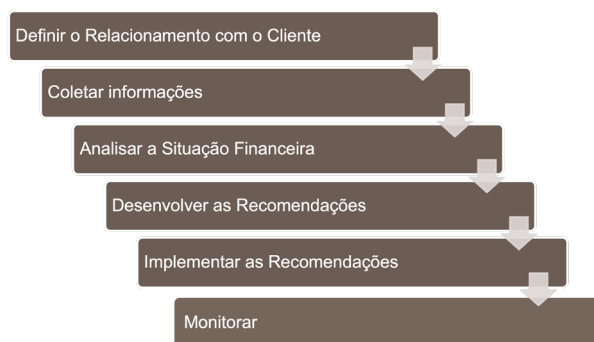 Definir o Relacionamento com o Cliente
Coletar informações
Analisar a Situação Financeira
Desenvolver as Recomendações
Implementar as Recomendações
Monitorar